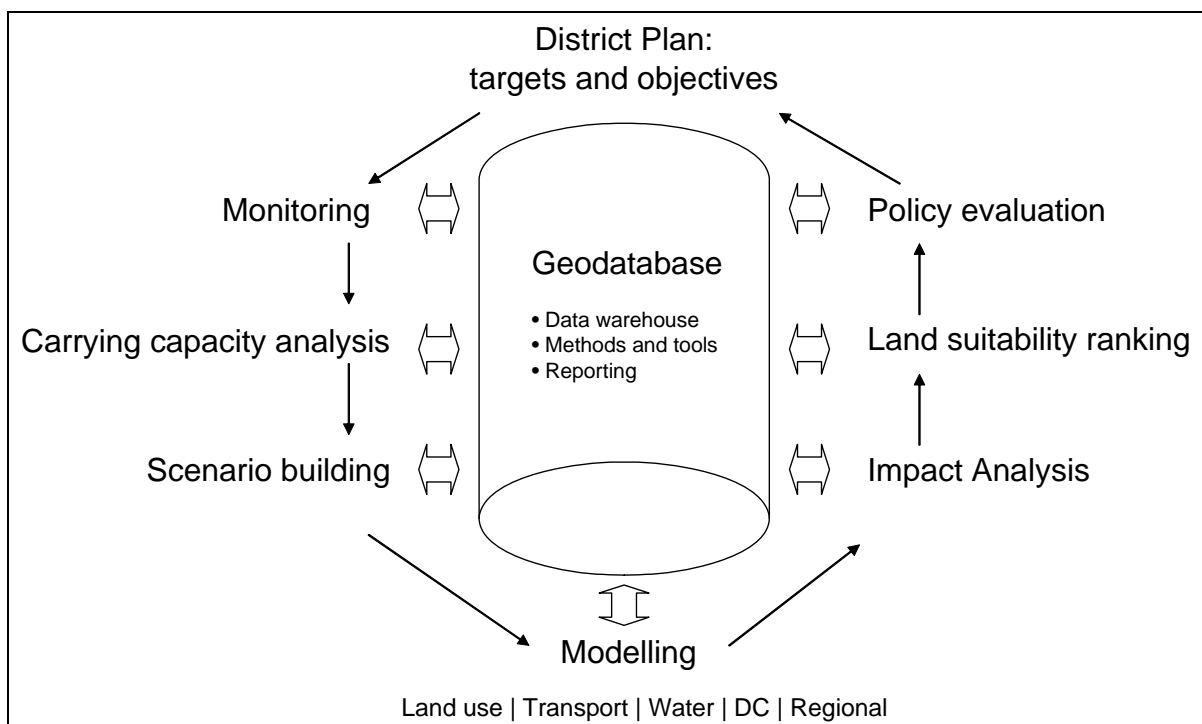 District Plan:
targets and objectives
Monitoring
Policy evaluation
Geodatabase
• Data warehouse
• Methods and tools
• Reporting
Carrying capacity analysis
Land suitability ranking
Scenario building
Impact Analysis
Modelling
Land use | Transport | Water | DC | Regional